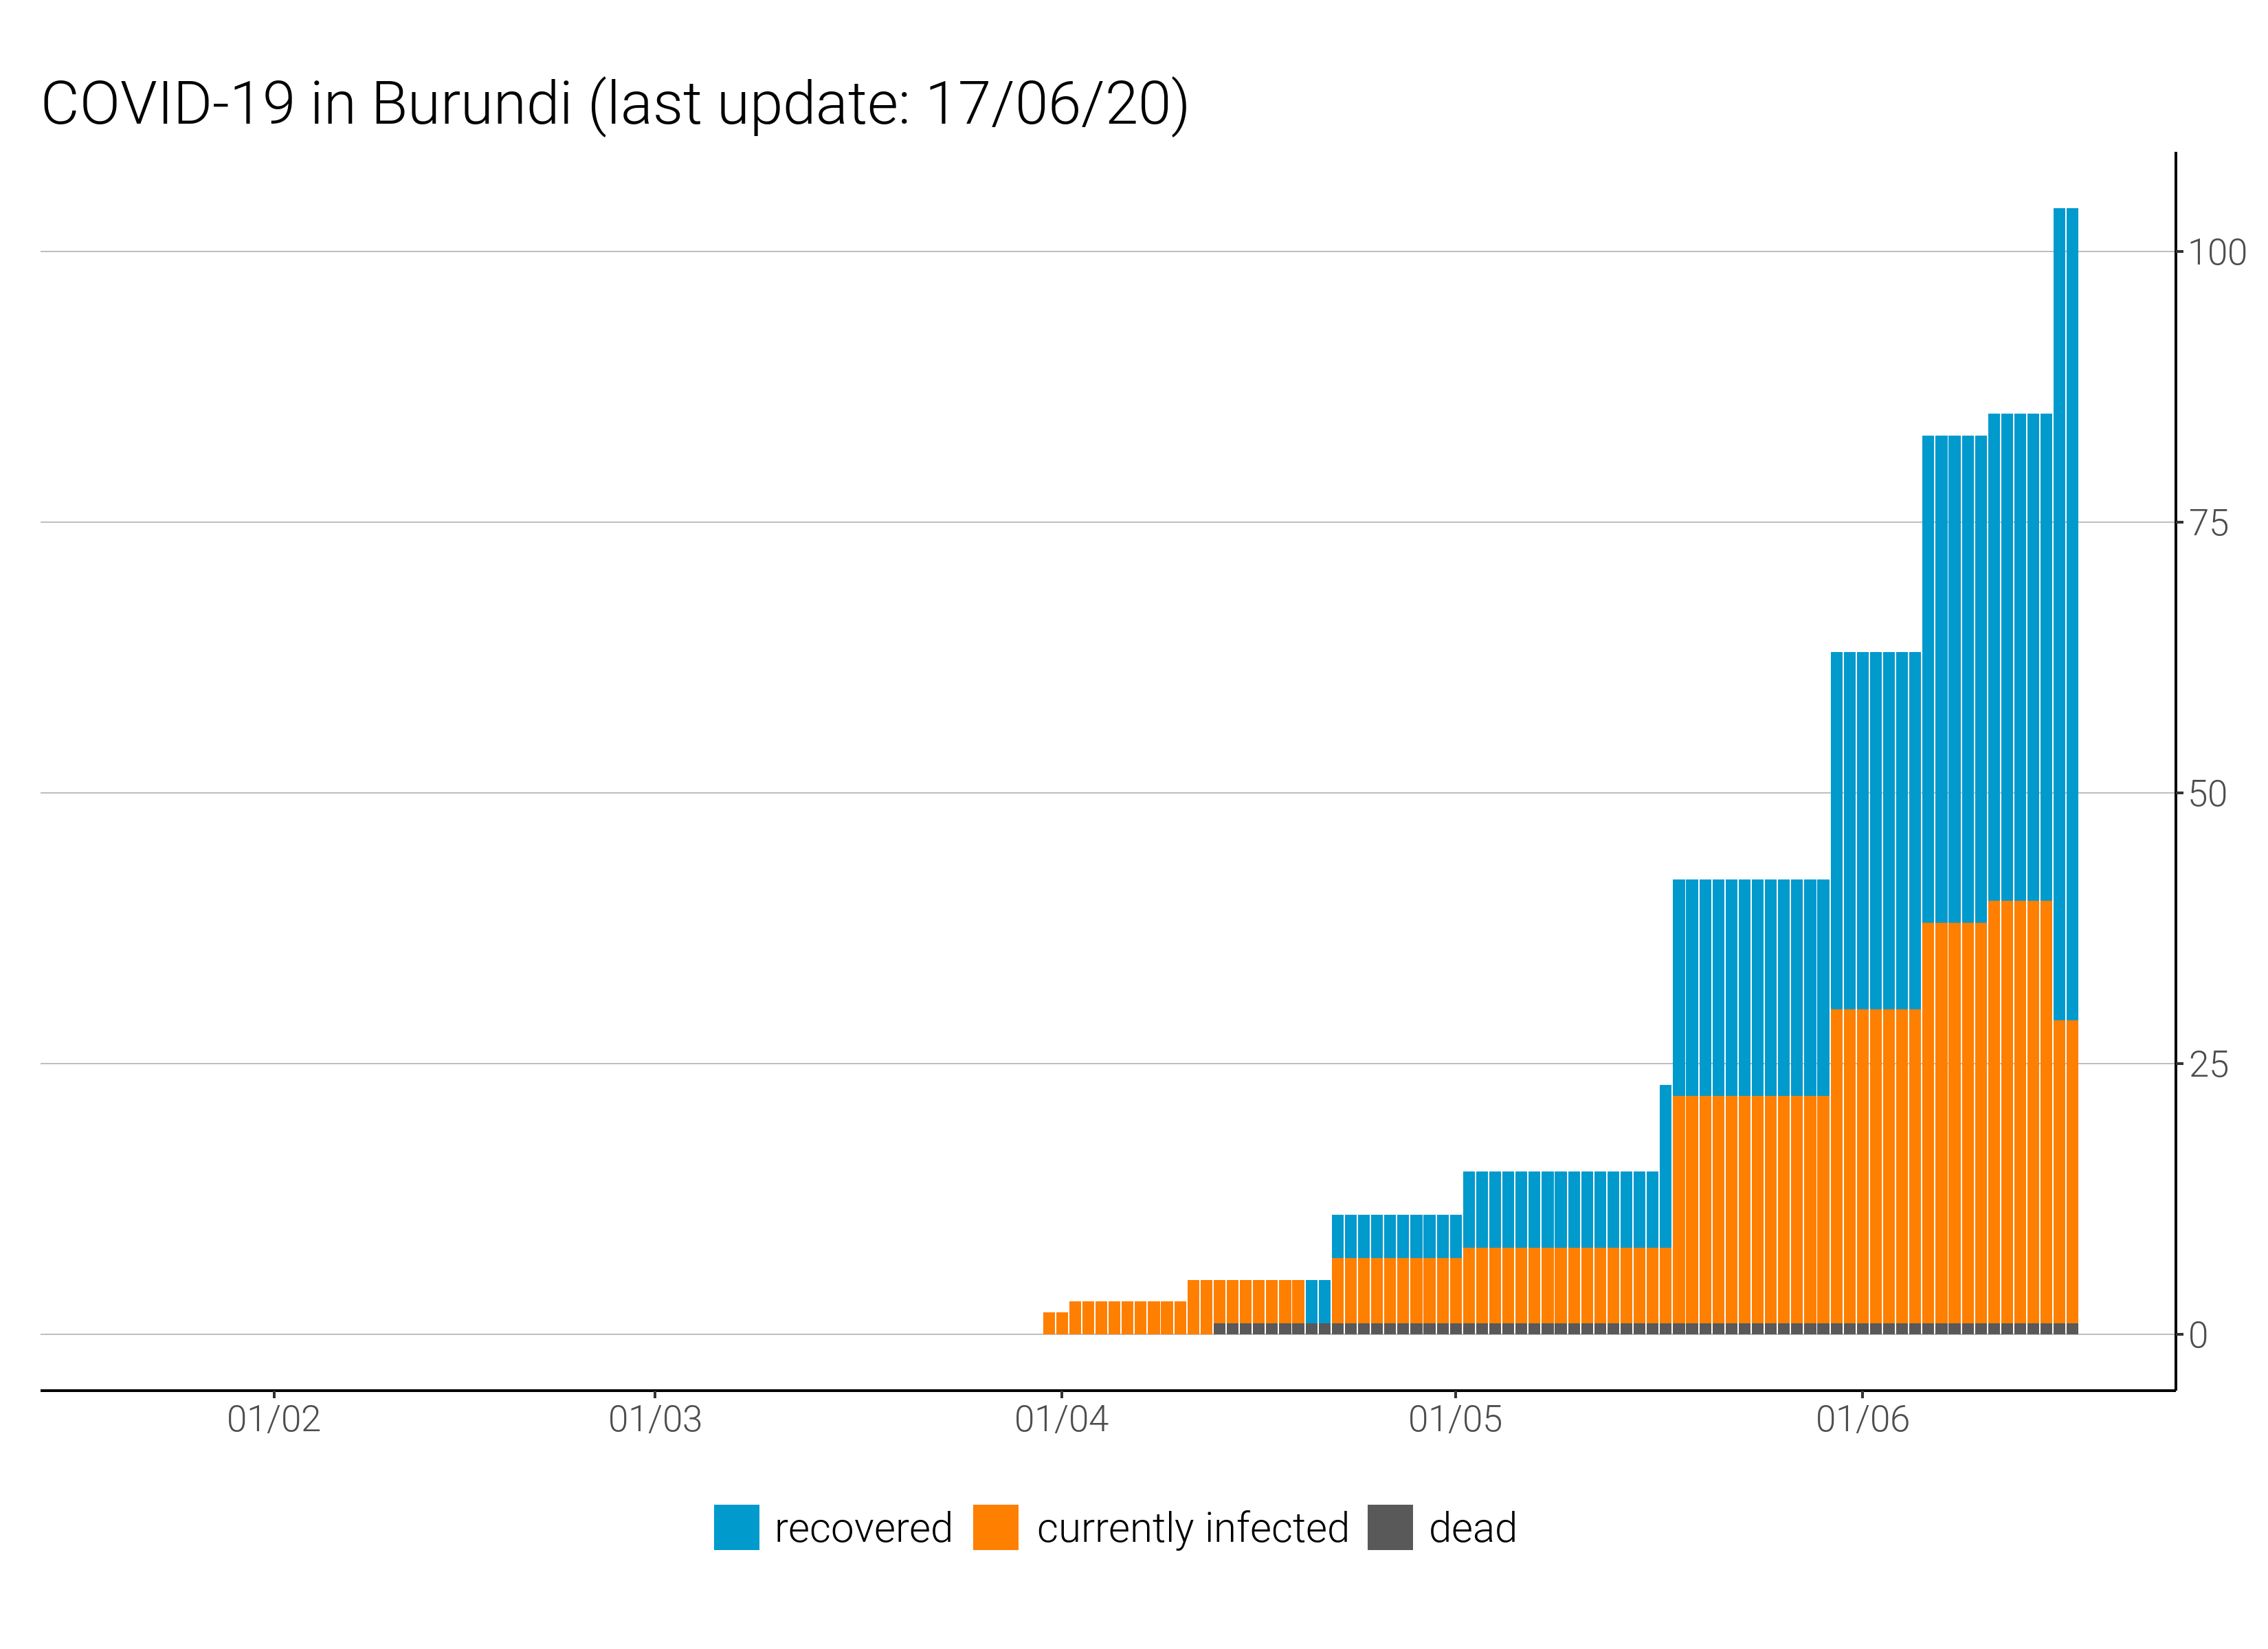 COVID-19 in Burundi (last update: 17/06/20)
100
75
50
25
0
01/02 01/03 01/04 01/05 01/06
recovered currently infected dead